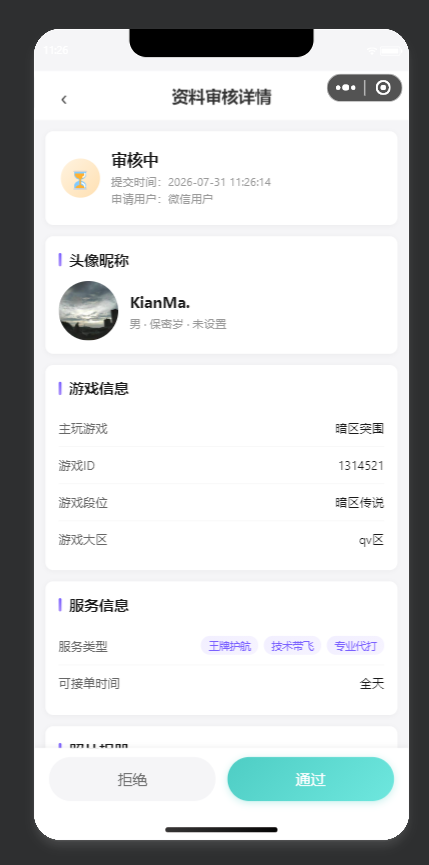 11:26
资料审核详情
审核中
提交时间：2026-07-31 11:26:14
申请用户：微信用户
头像昵称
KianMa.
男 · 保密岁 · 未设置
游戏信息
主玩游戏 暗区突围
游戏ID 1314521
游戏段位 暗区传说
游戏大区 qv区
服务信息
服务类型 王牌护航 技术带飞 专业代打
可接单时间 全天
拒绝 通过